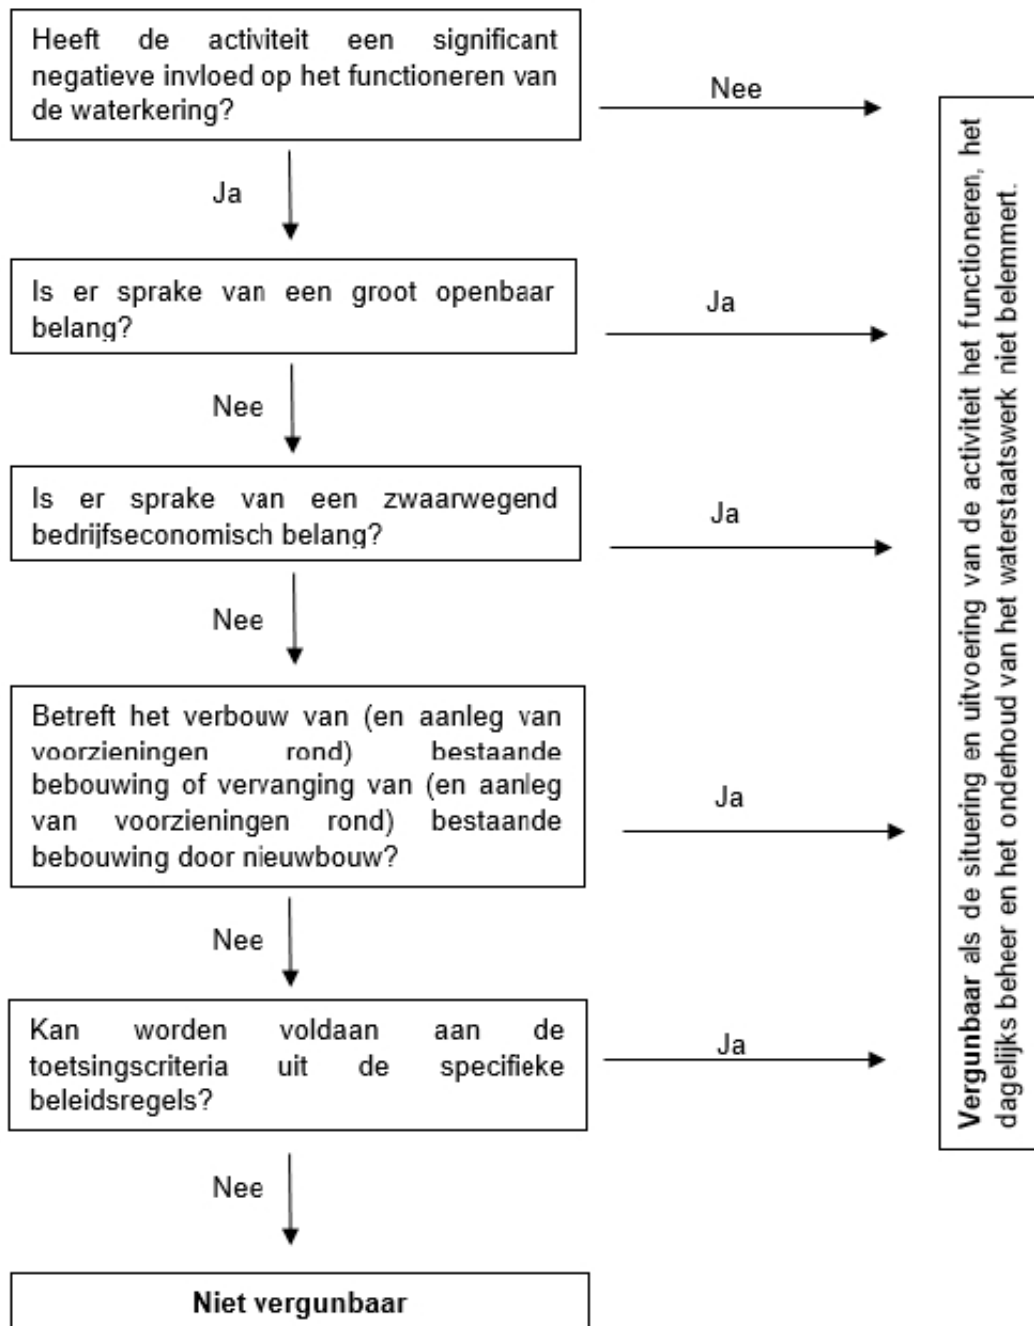 Heeft de activiteit een significant
negatieve invloed op het functioneren van
de waterkering?
Nee
Ja
Is er sprake van een groot openbaar
belang?
Ja
Nee
Is er sprake van een zwaarwegend
bedrijfseconomisch belang?
Ja
Nee
Betreft het verbouw van (en aanleg van
voorzieningen rond) bestaande
bebouwing of vervanging van (en aanleg
van voorzieningen rond) bestaande
bebouwing door nieuwbouw?
Ja
Nee
Kan worden voldaan aan de
toetsingscriteria uit de specifieke
beleidsregels?
Ja
Nee
Niet vergunbaar
Vergunbaar als de situering en uitvoering van de activiteit het functioneren, het
dagelijks beheer en het onderhoud van het waterstaatswerk niet belemmert.